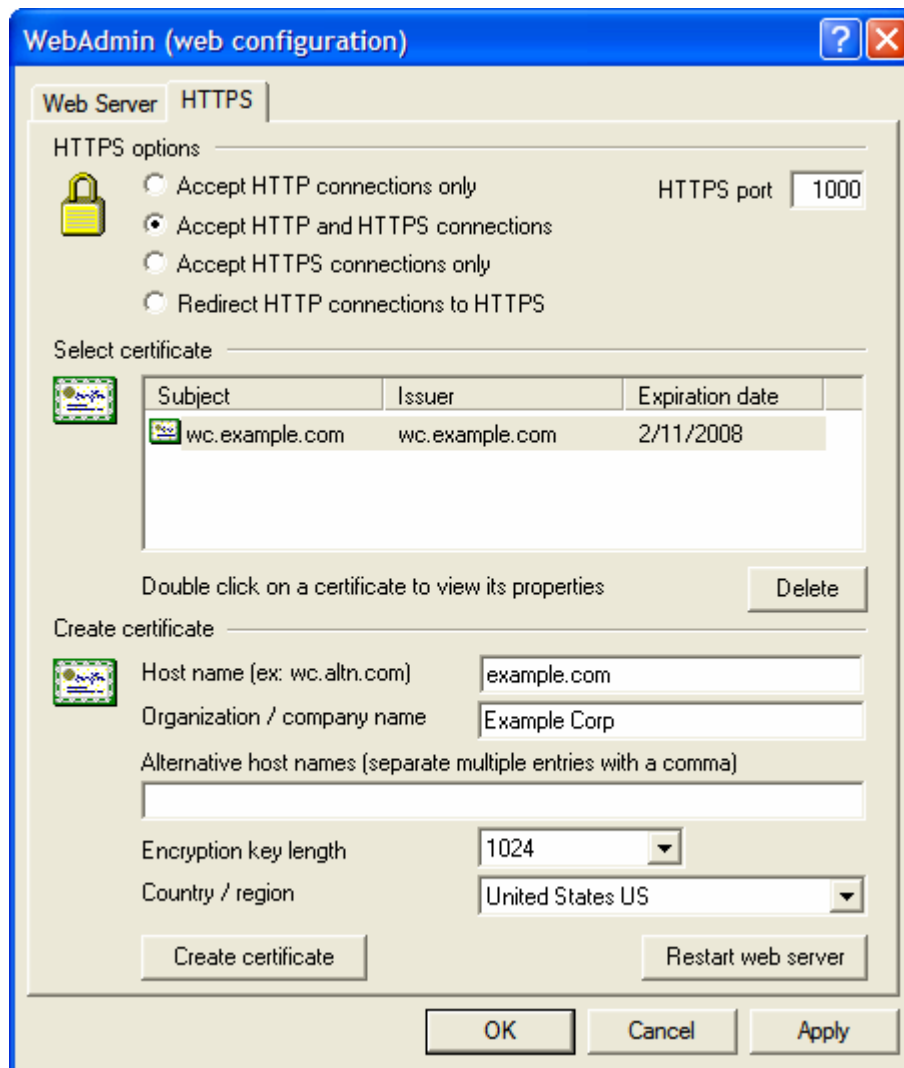 WebAdmin (web configuration)
Web Server HTTPS
HTTPS options
Accept HTTP connections only HTTPS port 1000
Accept HTTP and HTTPS connections
Accept HTTPS connections only
Redirect HTTP connections to HTTPS
Select certificate
Subject Issuer Expiration date
wc.example.com wc.example.com 2/11/2008
Double click on a certificate to view its properties Delete
Create certificate
Host name (ex: wc.altn.com) example.com
Organization / company name Example Corp
Alternative host names (separate multiple entries with a comma)
Encryption key length 1024
Country / region United States US
Create certificate Restart web server
OK Cancel Apply